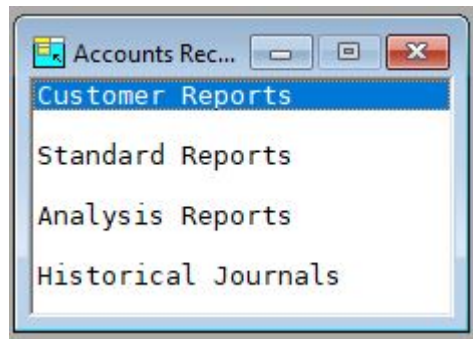 Accounts Rec...
Customer Reports
Standard Reports
Analysis Reports
Historical Journals